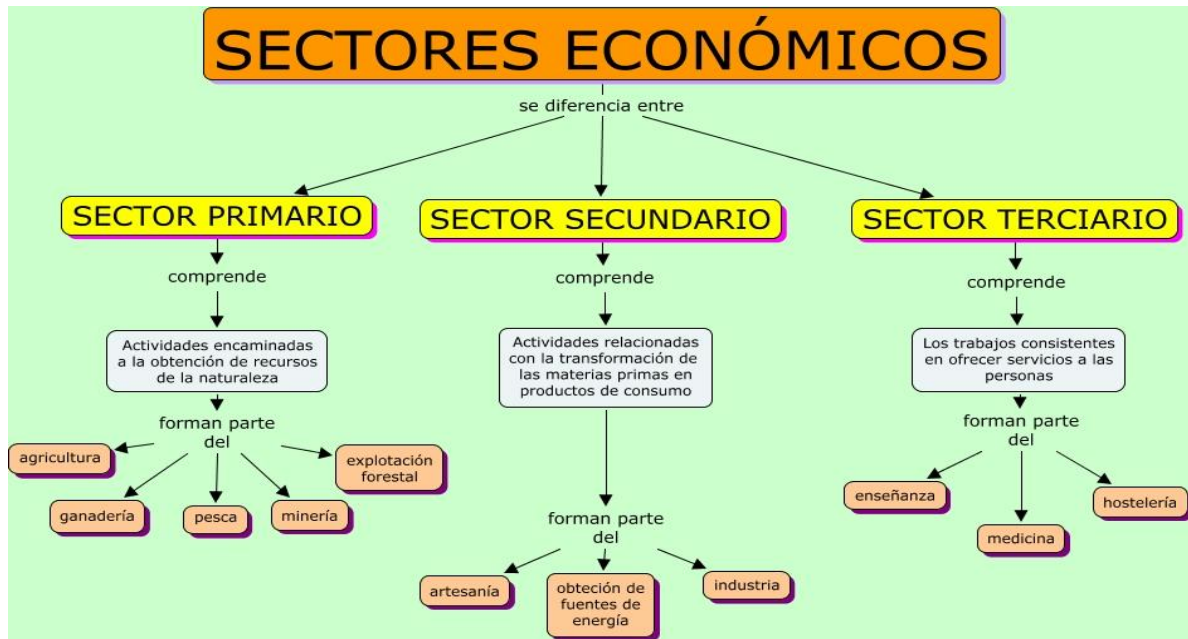 SECTORES ECONÓMICOS
se diferencia entre
SECTOR PRIMARIO
comprende
Actividades encaminadas
a la obtención de recursos
de la naturaleza
forman parte
del
agricultura
ganadería
pesca
minería
explotación
forestal
SECTOR SECUNDARIO
comprende
Actividades relacionadas
con la transformación de
las materias primas en
productos de consumo
forman parte
del
artesanía
obteción de
fuentes de
energía
industria
SECTOR TERCIARIO
comprende
Los trabajos consistentes
en ofrecer servicios a las
personas
forman parte
del
enseñanza
medicina
hostelería